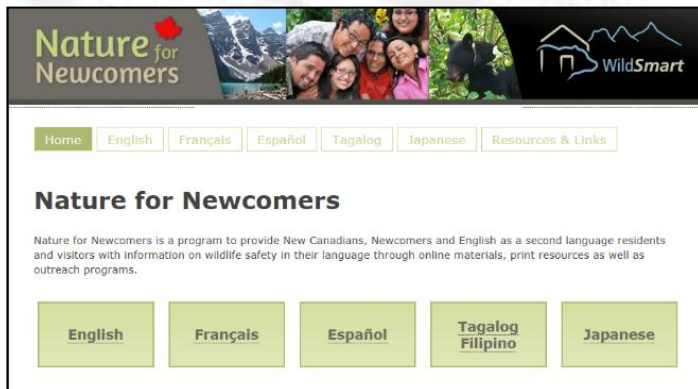 Nature for
Newcomers
WildSmart
Home English Français Español Tagalog Japanese Resources & Links
Nature for Newcomers
Nature for Newcomers is a program to provide New Canadians, Newcomers and English as a second language residents
and visitors with information on wildlife safety in their language through online materials, print resources as well as
outreach programs.
English Français Español Tagalog Filipino Japanese